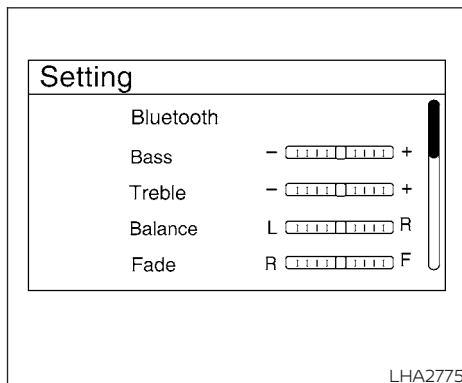 Setting
Bluetooth
Bass - +
Treble - +
Balance L R
Fade R F
LHA2775